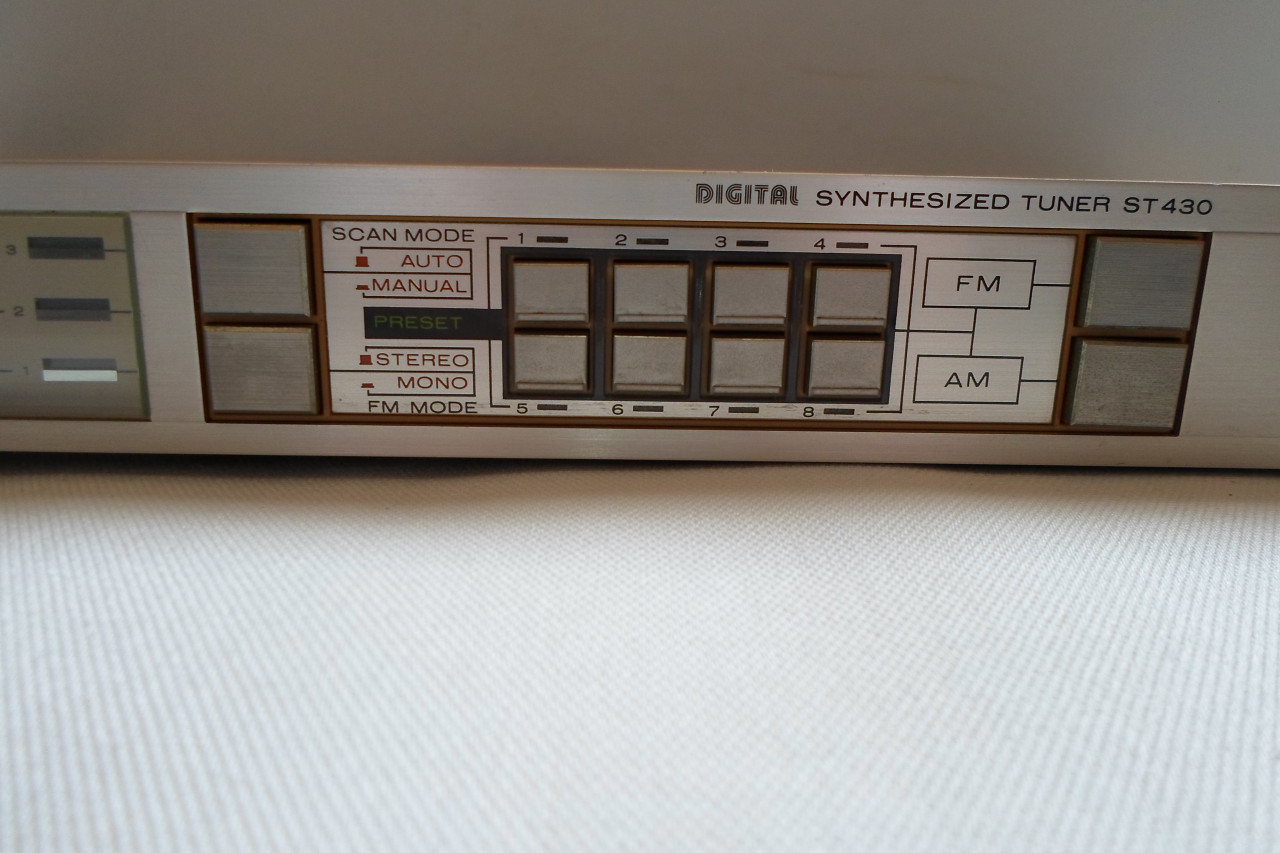 DIGITAL SYNTHESIZED TUNER ST430
3
2
1
SCAN MODE
AUTO
MANUAL
PRESET
STEREO
MONO
FM MODE
1 2 3 4
5 6 7 8
FM
AM